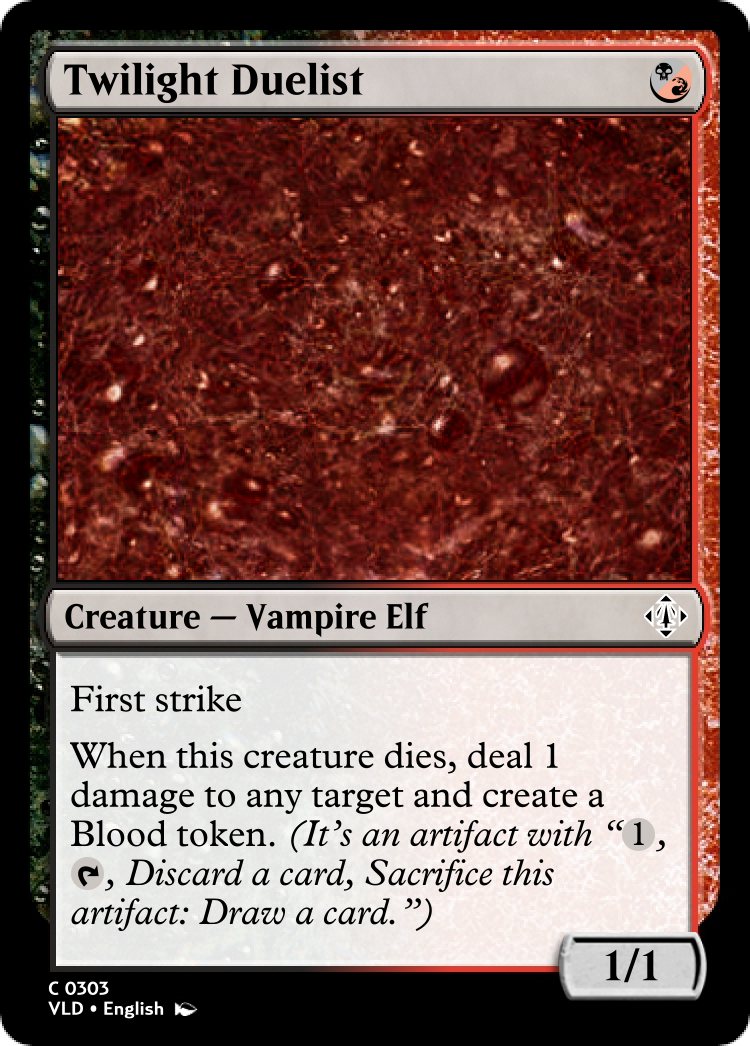 Twilight Duelist
Creature — Vampire Elf
First strike
When this creature dies, deal 1
damage to any target and create a
Blood token. (It's an artifact with “1,
, Discard a card, Sacrifice this
artifact: Draw a card.”)
1/1
C 0303
VLD • English